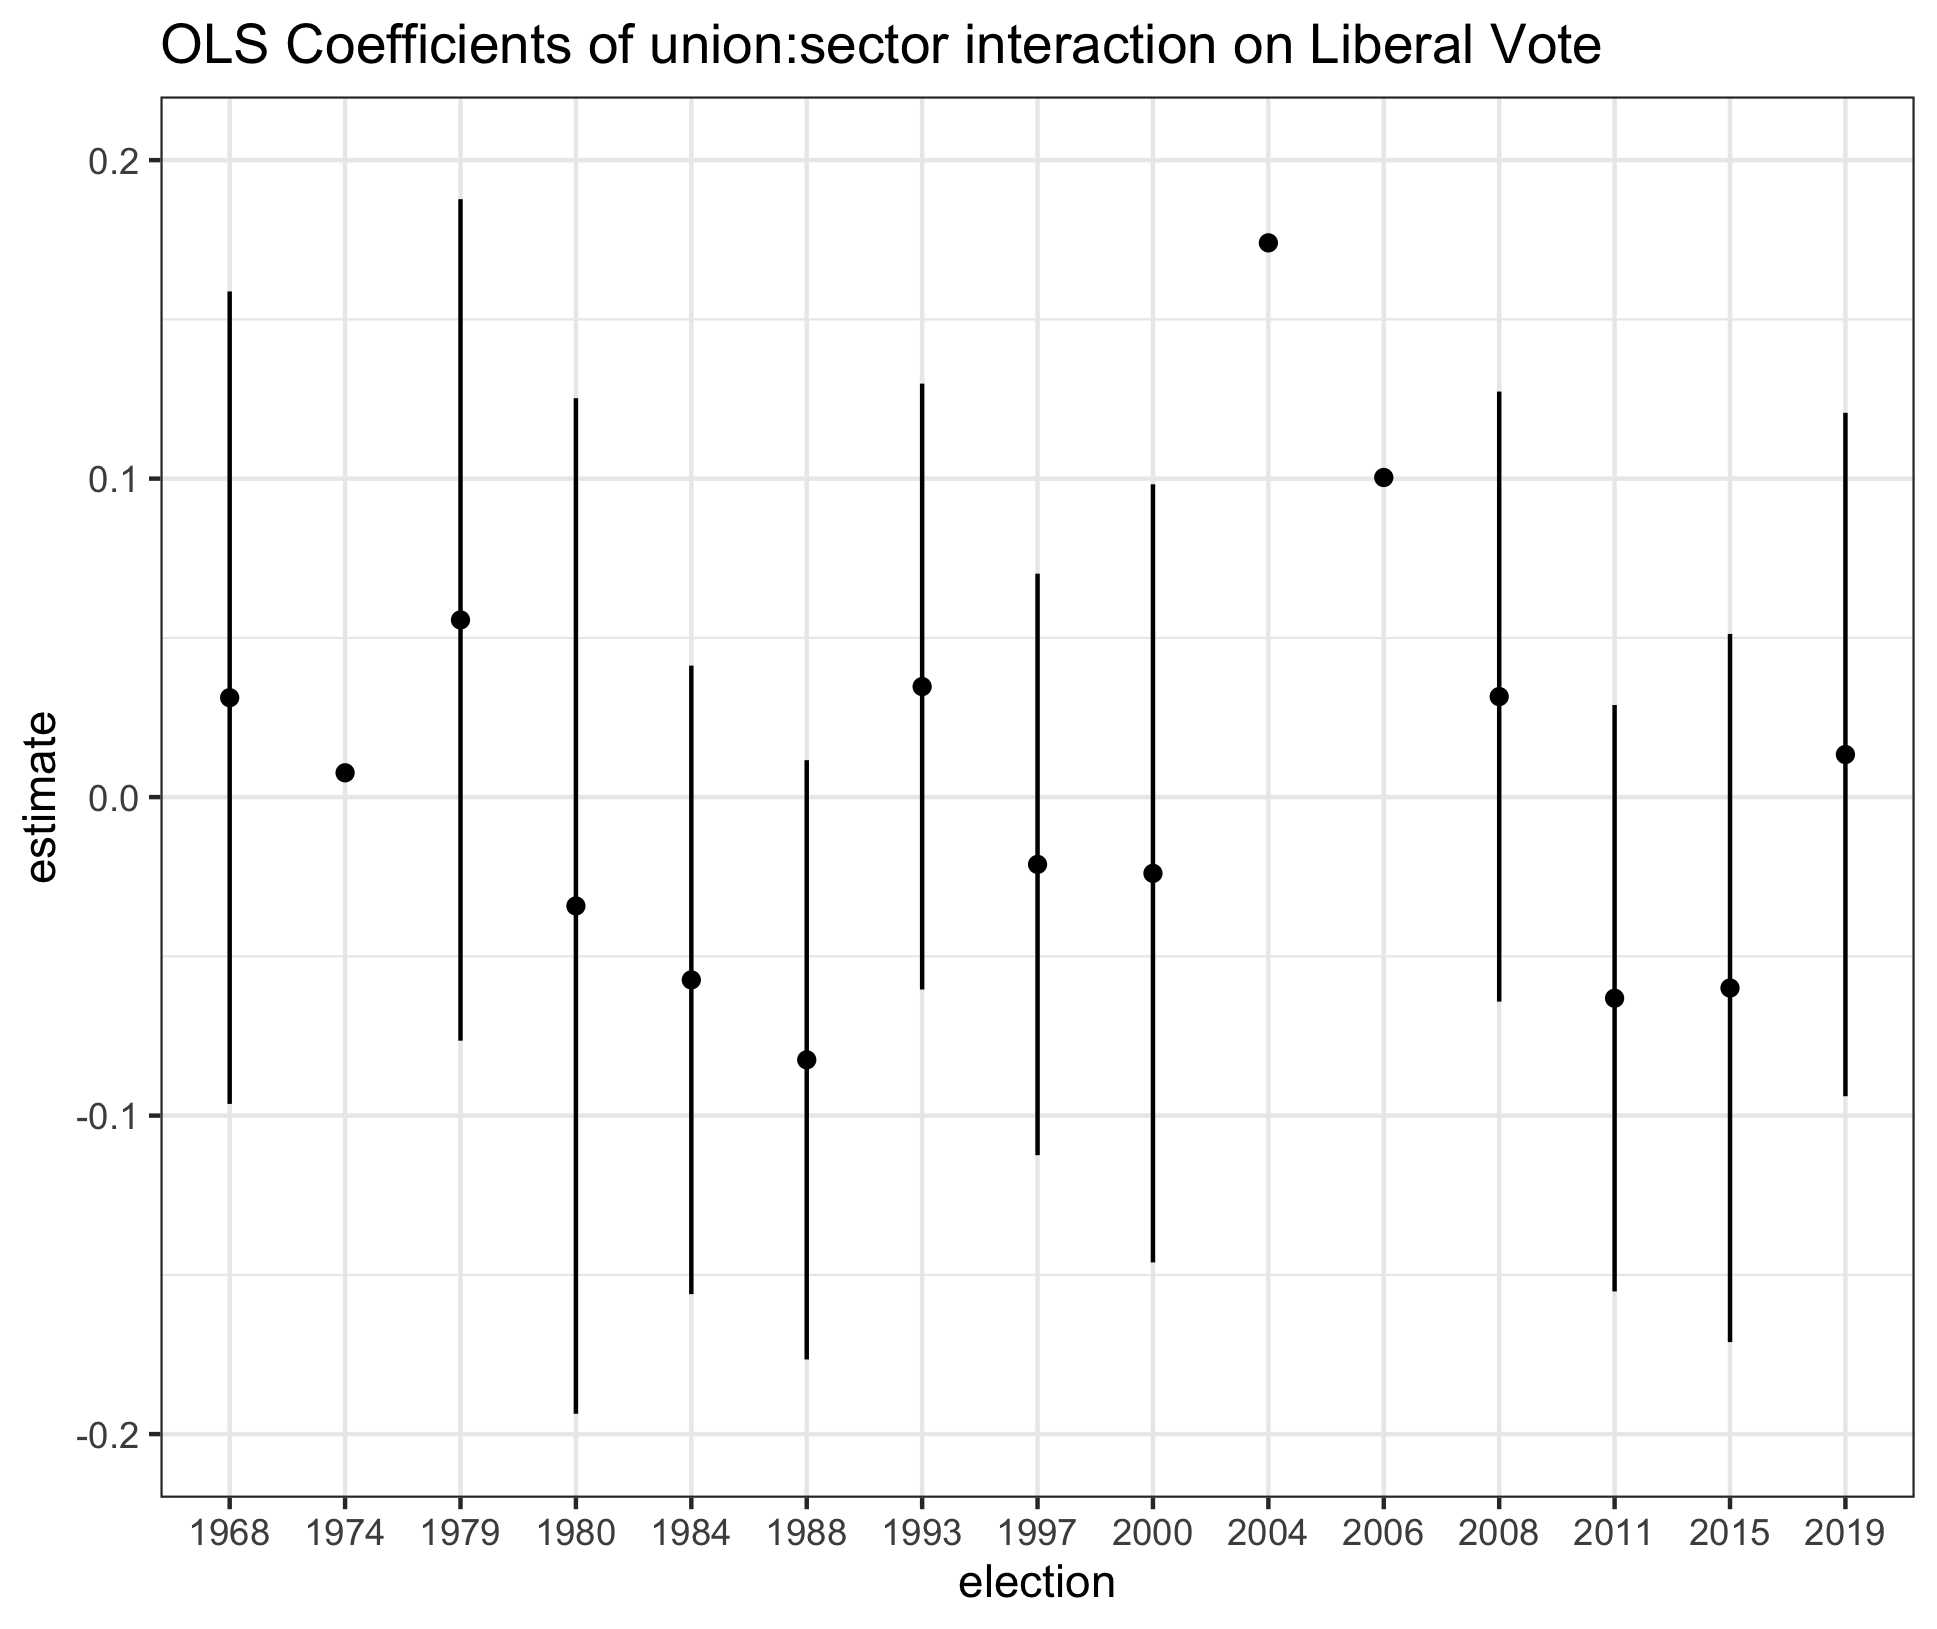 OLS Coefficients of union:sector interaction on Liberal Vote
0.2
0.1
0.0
-0.1
-0.2
estimate
1968 1974 1979 1980 1984 1988 1993 1997 2000 2004 2006 2008 2011 2015 2019
election